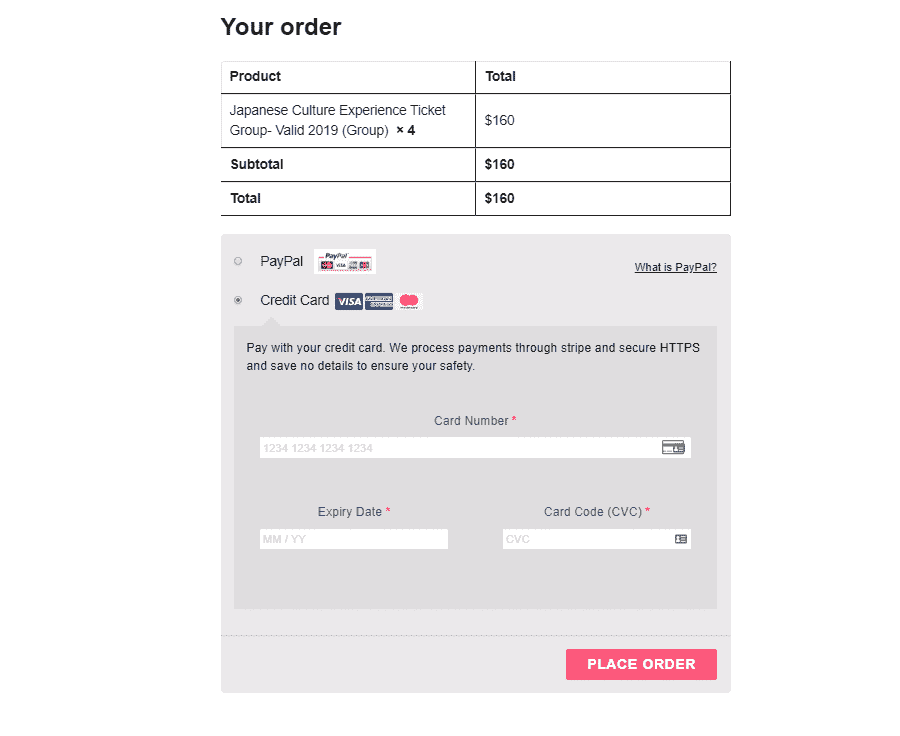 Your order
Product Total
Japanese Culture Experience Ticket
Group- Valid 2019 (Group) × 4
$160
Subtotal $160
Total $160
PayPal PayPal
VISA
What is PayPal?
Credit Card VISA
Pay with your credit card. We process payments through stripe and secure HTTPS
and save no details to ensure your safety.
Card Number *
1234 1234 1234 1234
Expiry Date * Card Code (CVC) *
MM / YY CVC
PLACE ORDER